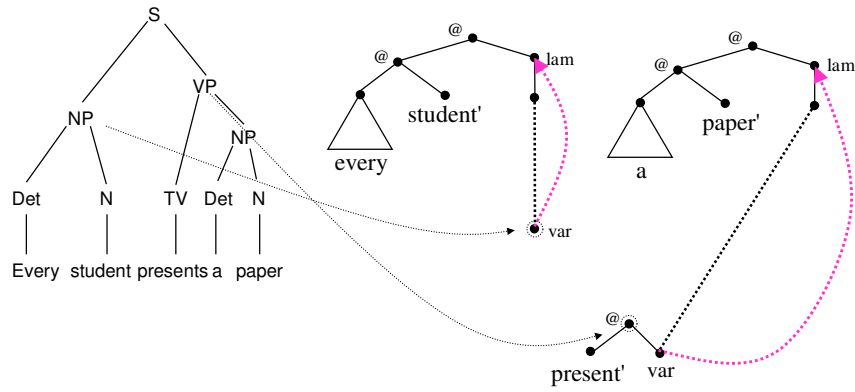 S
VP
NP
NP
Det N TV Det N
Every student presents a paper
@
@
lam
student'
every
var
@
@
lam
paper'
a
@
present'
var